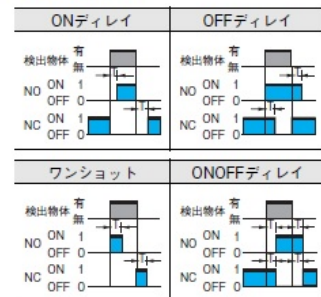 ONディレイ
検出物体 有
無
T
NO ON 1
OFF 0
T
NC ON 1
OFF 0
OFFディレイ
検出物体 有
無
T
NO ON 1
OFF 0
T
NC ON 1
OFF 0
ワンショット
検出物体 有
無
T
NO ON 1
OFF 0
T
NC ON 1
OFF 0
ONOFFディレイ
検出物体 有
無
T T
NO ON 1
OFF 0
T T
NC ON 1
OFF 0